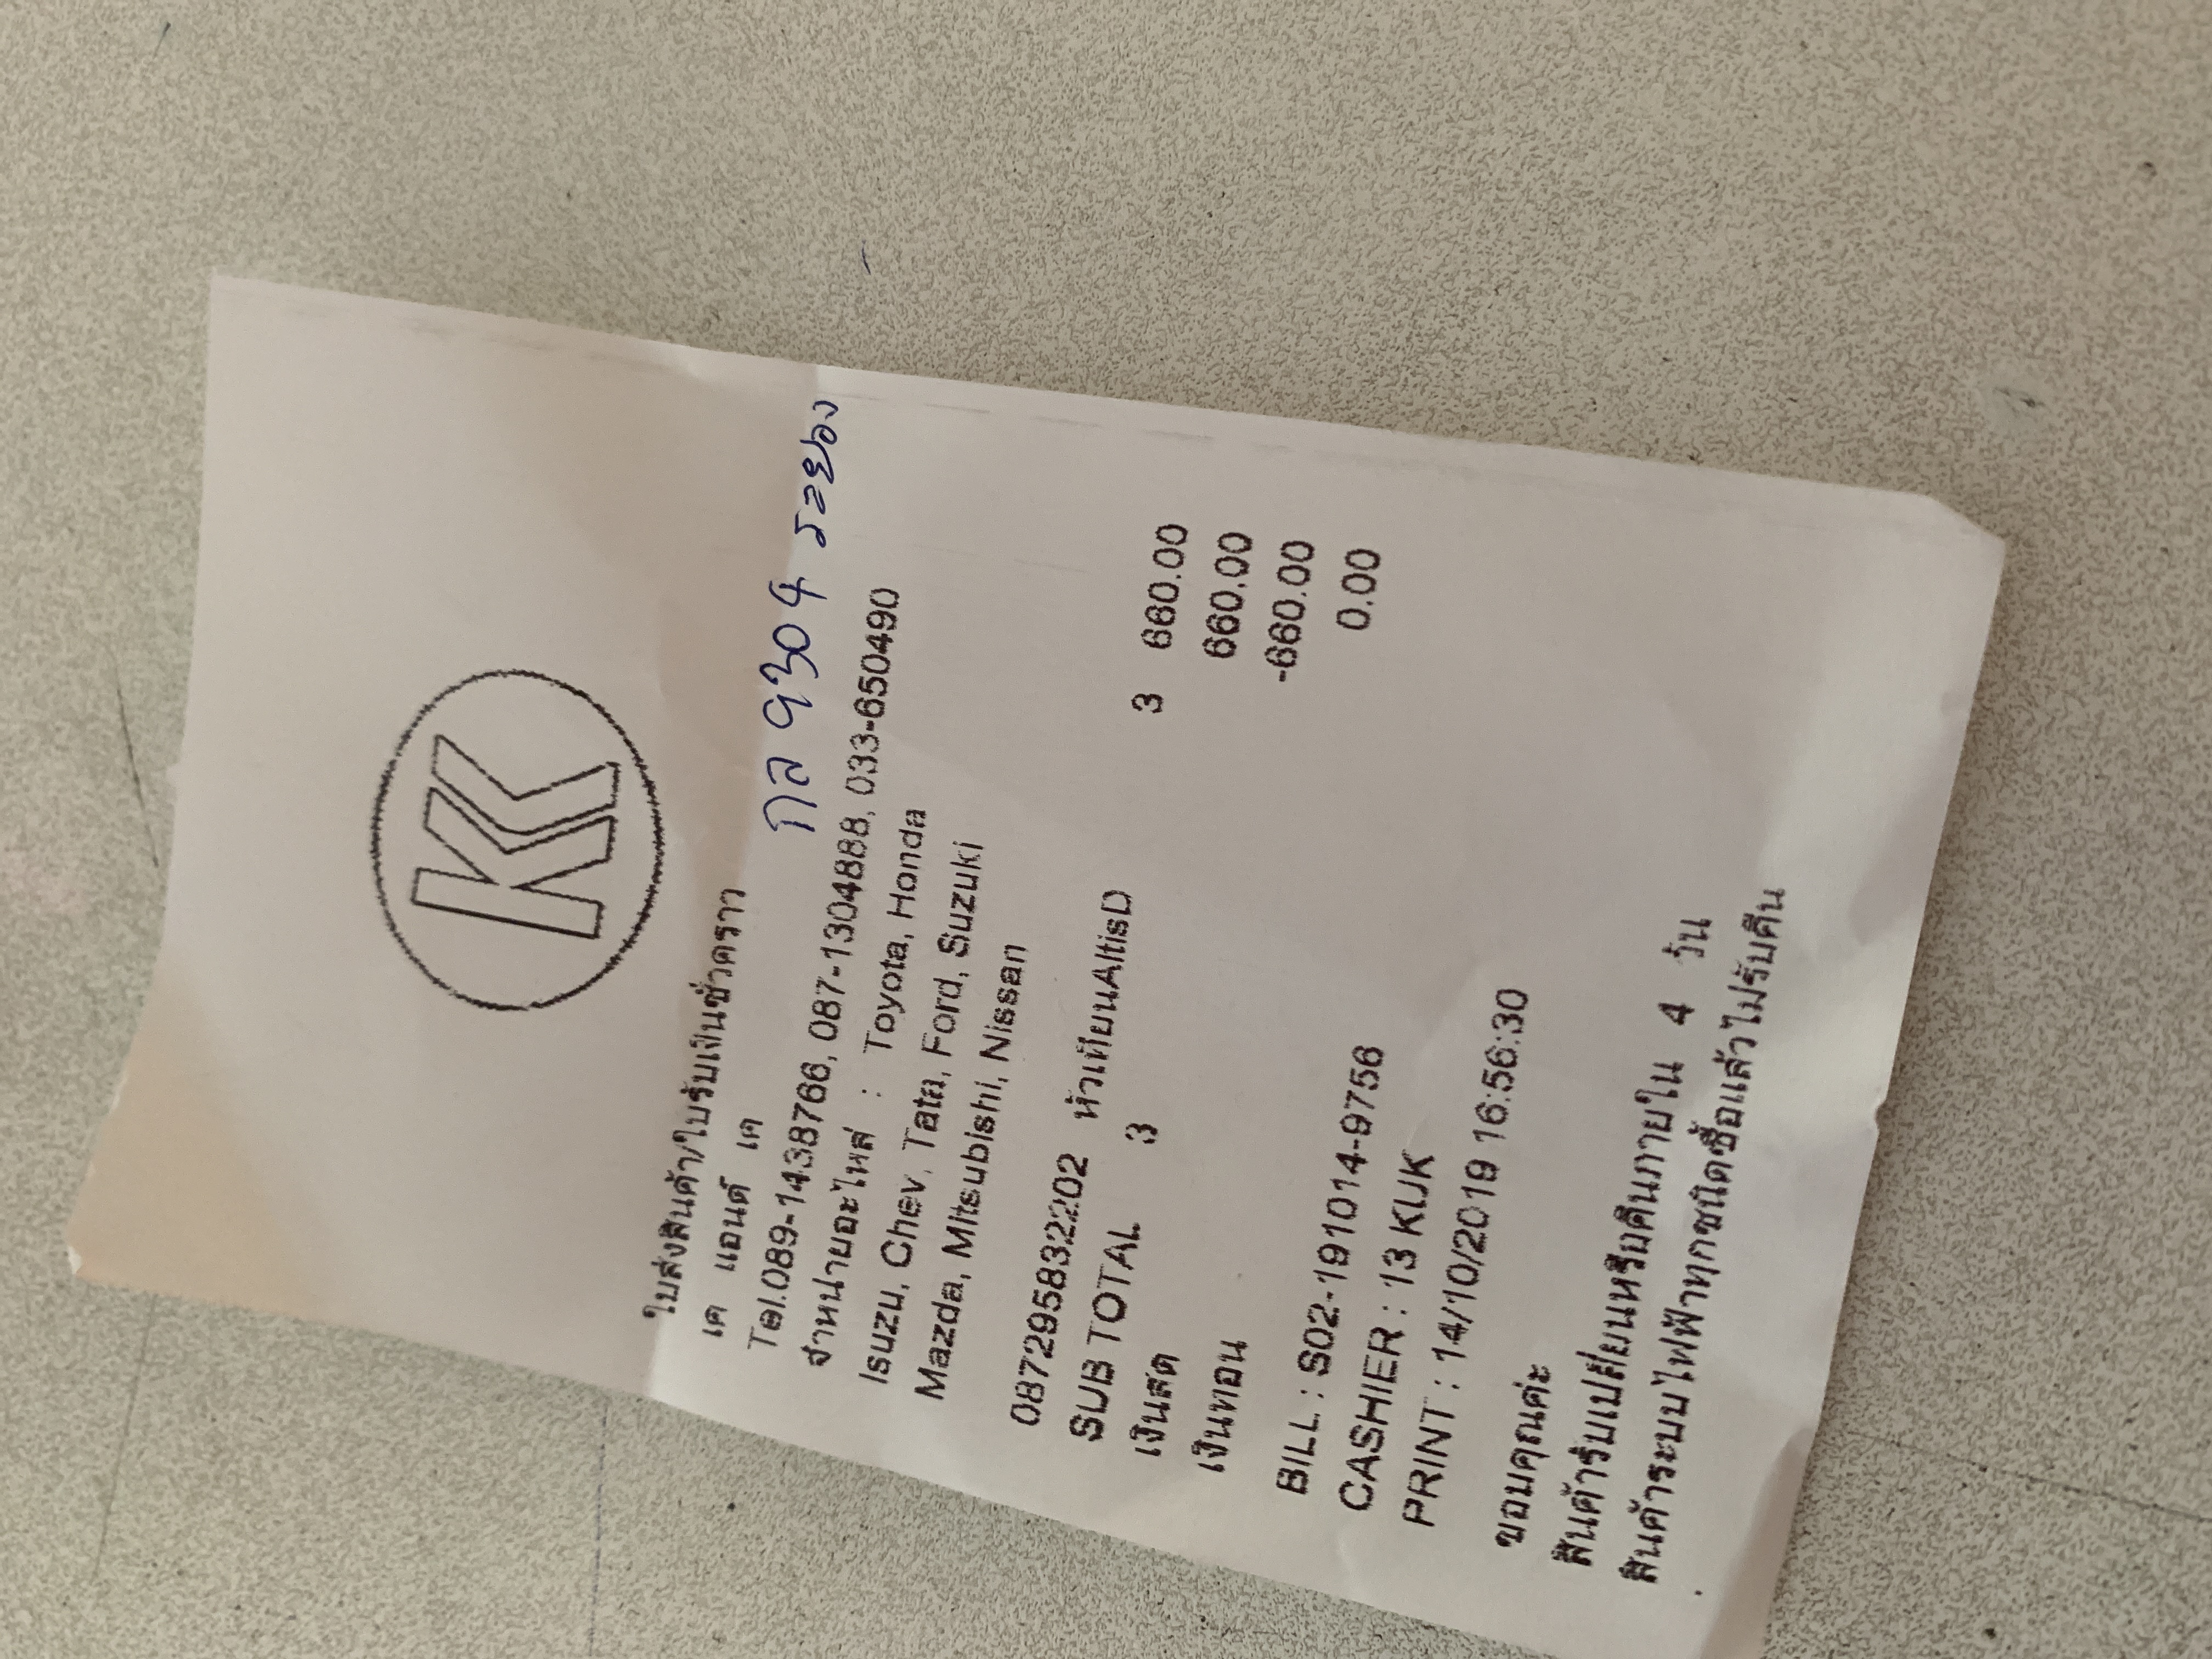 KK
กล 9304 ระยอง
ใบส่งสินค้า/ใบรับเงินชั่วคราว
เค แอนด์ เค
Tel.089-1438766, 087-1304888, 033-650490
จำหน่ายอะไหล่ : Toyota, Honda
Isuzu, Chev, Tata, Ford, Suzuki
Mazda, Mitsubishi, Nissan
087295832202 หัวเทียนAltisD 3 660.00
SUB TOTAL 3 660.00
เงินสด -660.00
เงินทอน 0.00
BILL : S02-191014-9756
CASHIER : 13 KUK
PRINT : 14/10/2019 16:56:30
ขอบคุณค่ะ
สินค้ารับเปลี่ยนหรือคืนภายใน 4 วัน
สินค้าระบบไฟฟ้าทุกชนิดซื้อแล้วไม่รับคืน